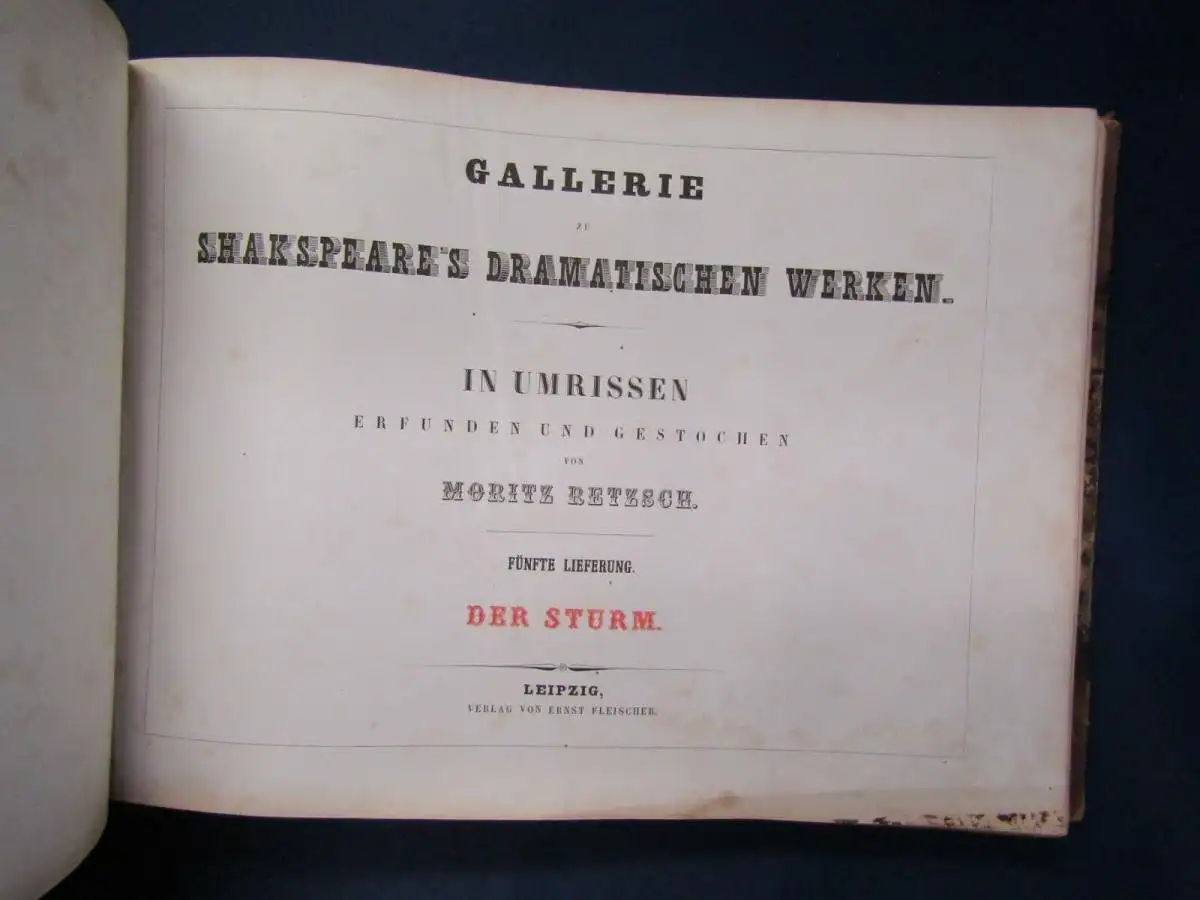 GALLERIE
ZU
SHAKSPEARE'S DRAMATISCHEN WERKEN.
IN UMRISSEN
ERFUNDEN UND GESTOCHEN
VON
MORITZ RETZSCH.
FÜNFTE LIEFERUNG.
DER STURM.
LEIPZIG,
VERLAG VON ERNST FLEISCHER.